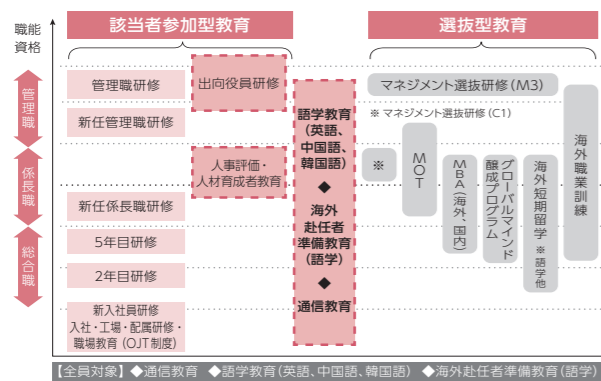 職能
資格
該当者参加型教育
選抜型教育
管理職
係長職
総合職
管理職研修
新任管理職研修
新任係長職研修
5年目研修
2年目研修
新入社員研修
入社・工場・配属研修・
職場教育(OJT制度)
出向役員研修
人事評価・
人材育成者教育
語学教育
(英語、
中国語、
韓国語)
◆
海外
赴任者
準備教育
(語学)
◆
通信教育
マネジメント選抜研修(M3)
※ マネジメント選抜研修(C1)
※
MOT
MBA(海外、国内)
グローバルマインド
醸成プログラム
海外短期留学 ※語学他
海外職業訓練
【全員対象】◆通信教育 ◆語学教育(英語、中国語、韓国語) ◆海外赴任者準備教育(語学)